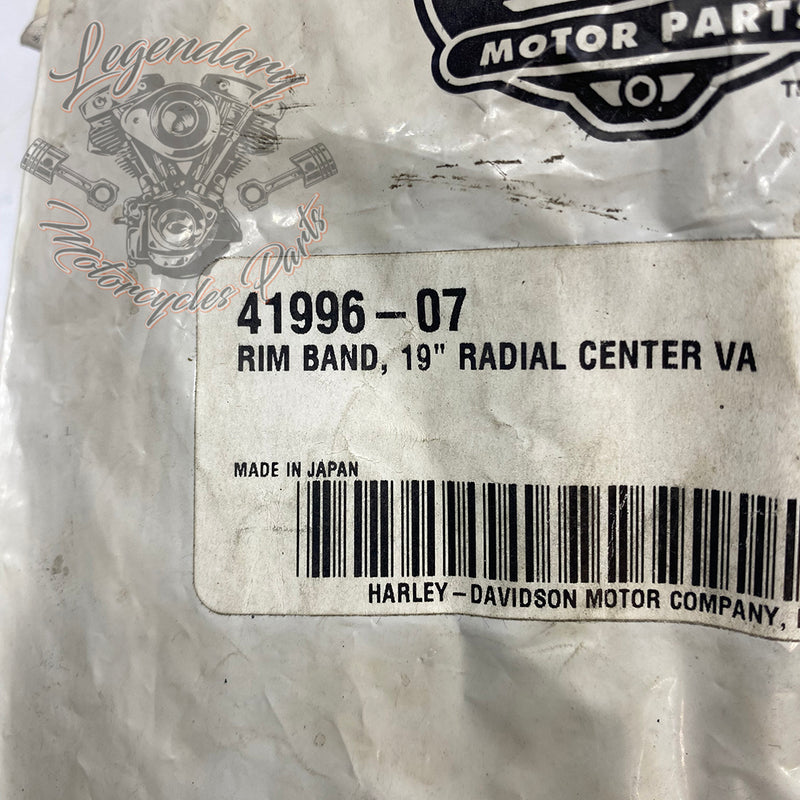 MOTOR PARTS
Legendary
Motorcycles Parts
41996-07
RIM BAND, 19" RADIAL CENTER VA
MADE IN JAPAN
HARLEY-DAVIDSON MOTOR COMPANY,